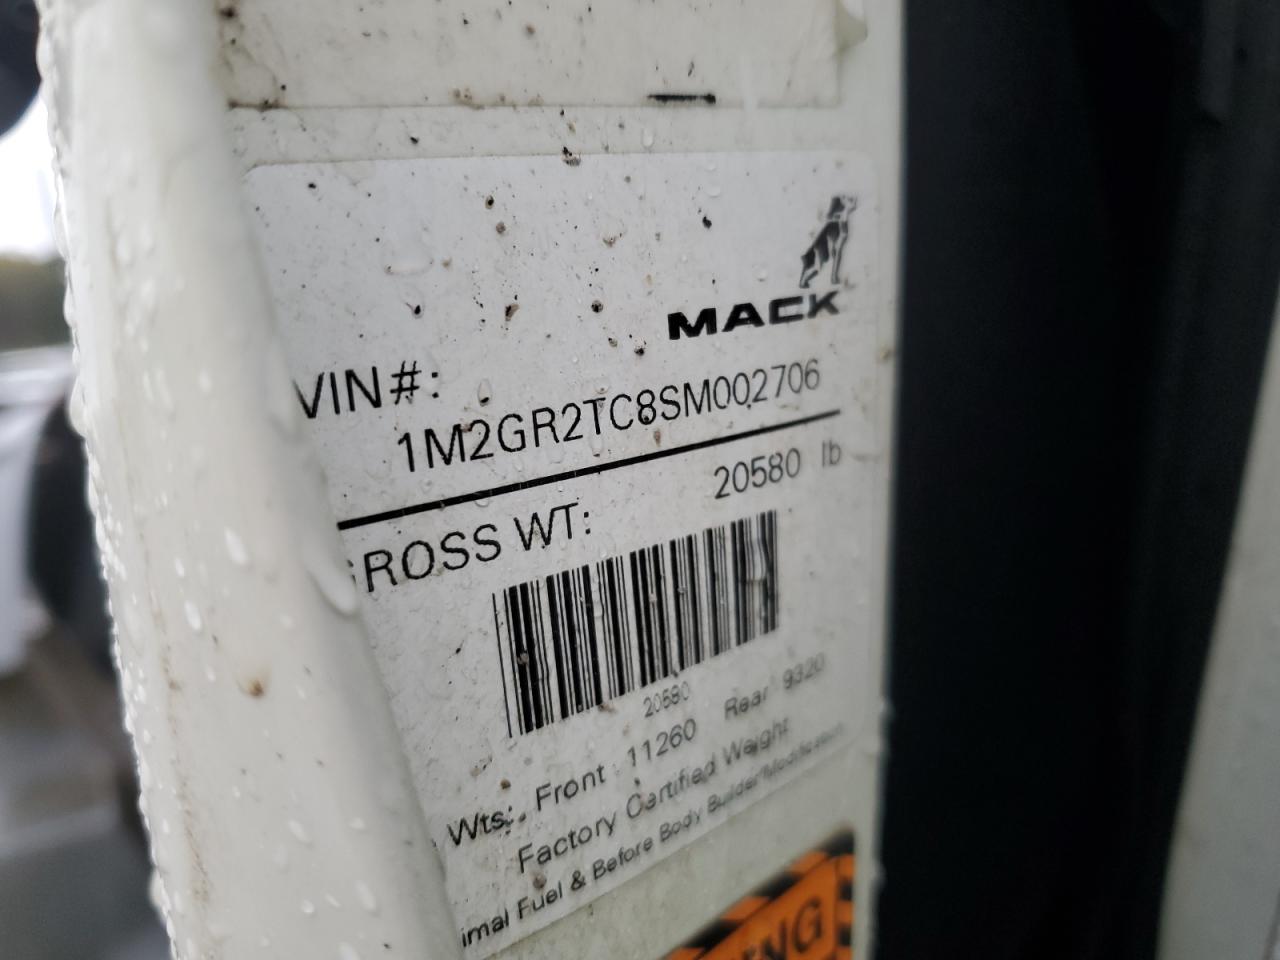 MACK
VIN#:
1M2GR2TC8SM002706
GROSS WT: 20580 lb
20580
Wts:. Front : 11260 Rear 9320
Factory Certified Weight
imal Fuel & Before Body Builder Modification